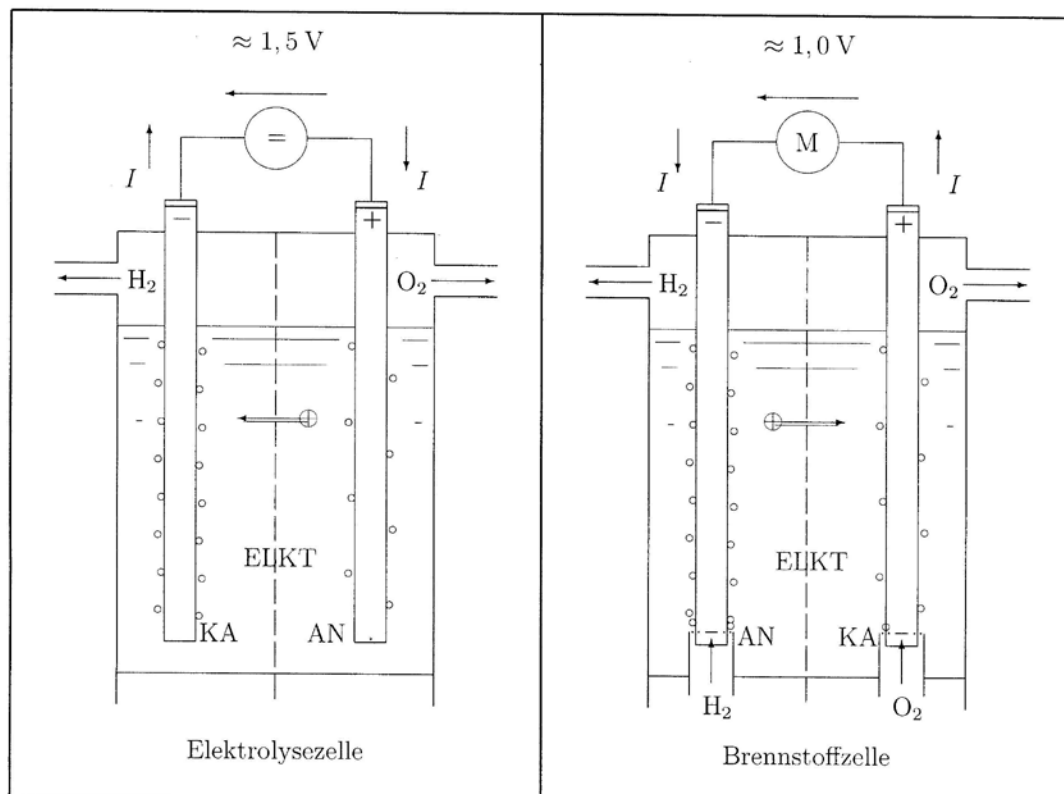 ≈ 1,5 V
=
I
I
−
+
H₂
O₂
ELKT
KA
AN
Elektrolysezelle
≈ 1,0 V
M
I
I
−
+
H₂
O₂
ELKT
AN
KA
H₂
O₂
Brennstoffzelle